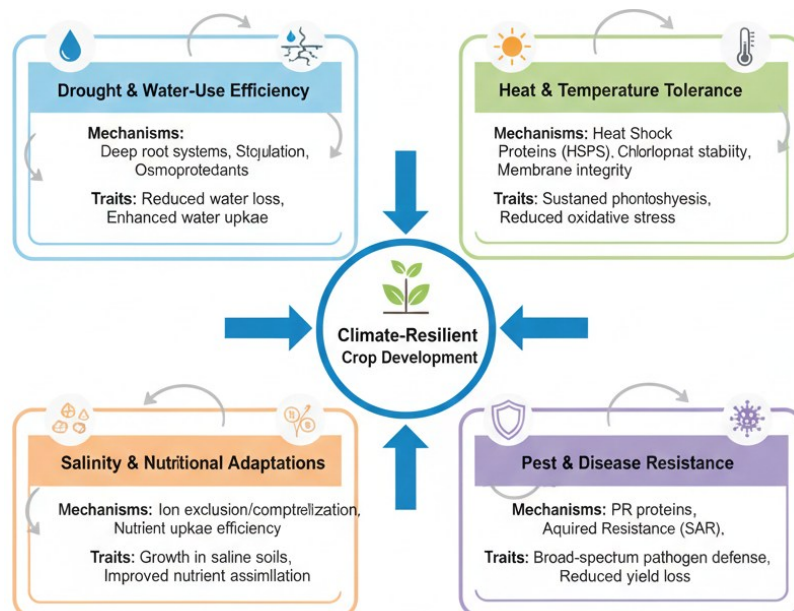 Drought & Water-Use Efficiency
Mechanisms:
Deep root systems, Stojulation,
Osmoprotedants
Traits: Reduced water loss,
Enhanced water upkae
Heat & Temperature Tolerance
Mechanisms: Heat Shock
Proteins (HSPS). Chlorlopnat stabiity,
Membrane integrity
Traits: Sustaned phontoshyesis,
Reduced oxidative stress
Climate-Resilient
Crop Development
Salinity & Nutritional Adaptations
Mechanisms: Ion exclusion/comptrelization,
Nutrient upkae efficiency
Traits: Growth in saline soils,
Improved nutrient assimilation
Pest & Disease Resistance
Mechanisms: PR proteins,
Aquired Resistance (SAR),
Traits: Broad-spectrum pathogen defense,
Reduced yield loss